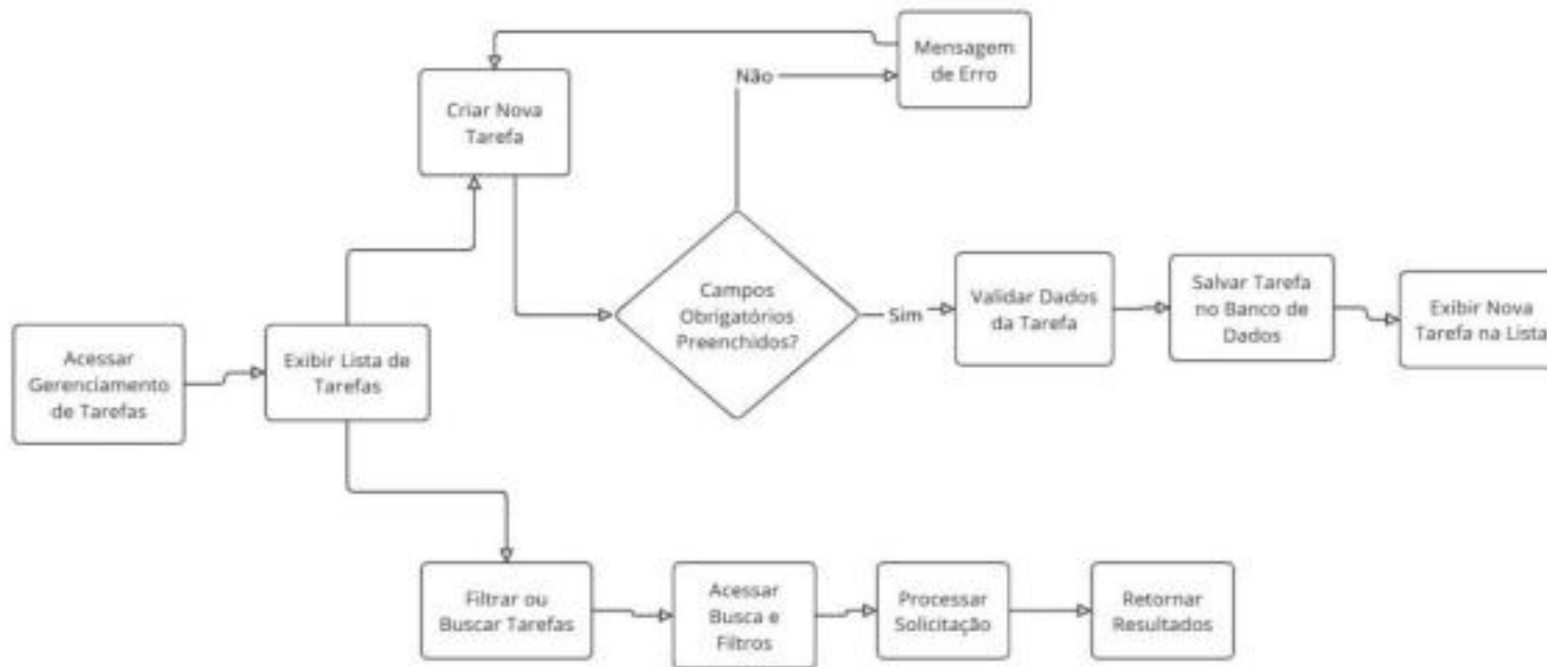 Mensagem
de Erro
Não
Criar Nova
Tarefa
Campos
Obrigatórios
Preenchidos?
Sim
Validar Dados
da Tarefa
Salvar Tarefa
no Banco de
Dados
Exibir Nova
Tarefa na Lista
Acessar
Gerenciamento
de Tarefas
Exibir Lista de
Tarefas
Filtrar ou
Buscar Tarefas
Acessar
Busca e
Filtros
Processar
Solicitação
Retornar
Resultados